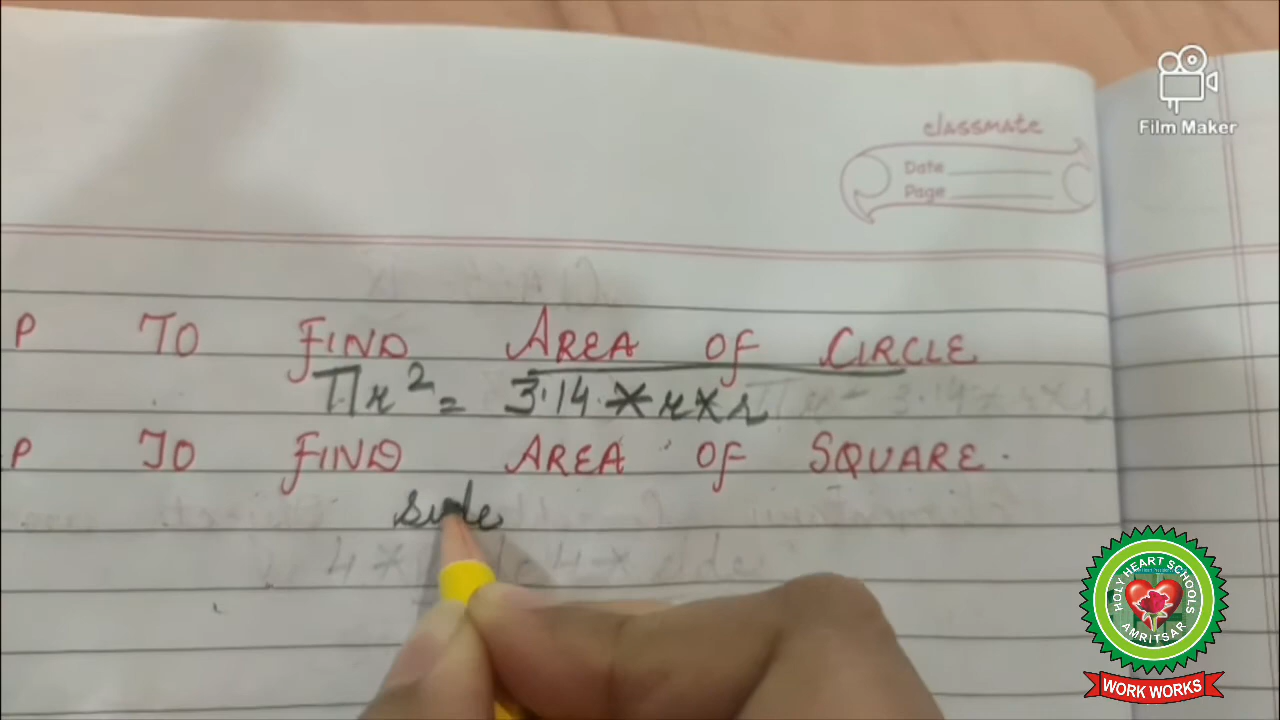 Film Maker
classmate
Date
Page
P TO FIND AREA OF CIRCLE
πr² = 3.14 * r * r
P TO FIND AREA OF SQUARE.
side
HOLY HEART SCHOOLS
AMRITSAR
WORK WORKS